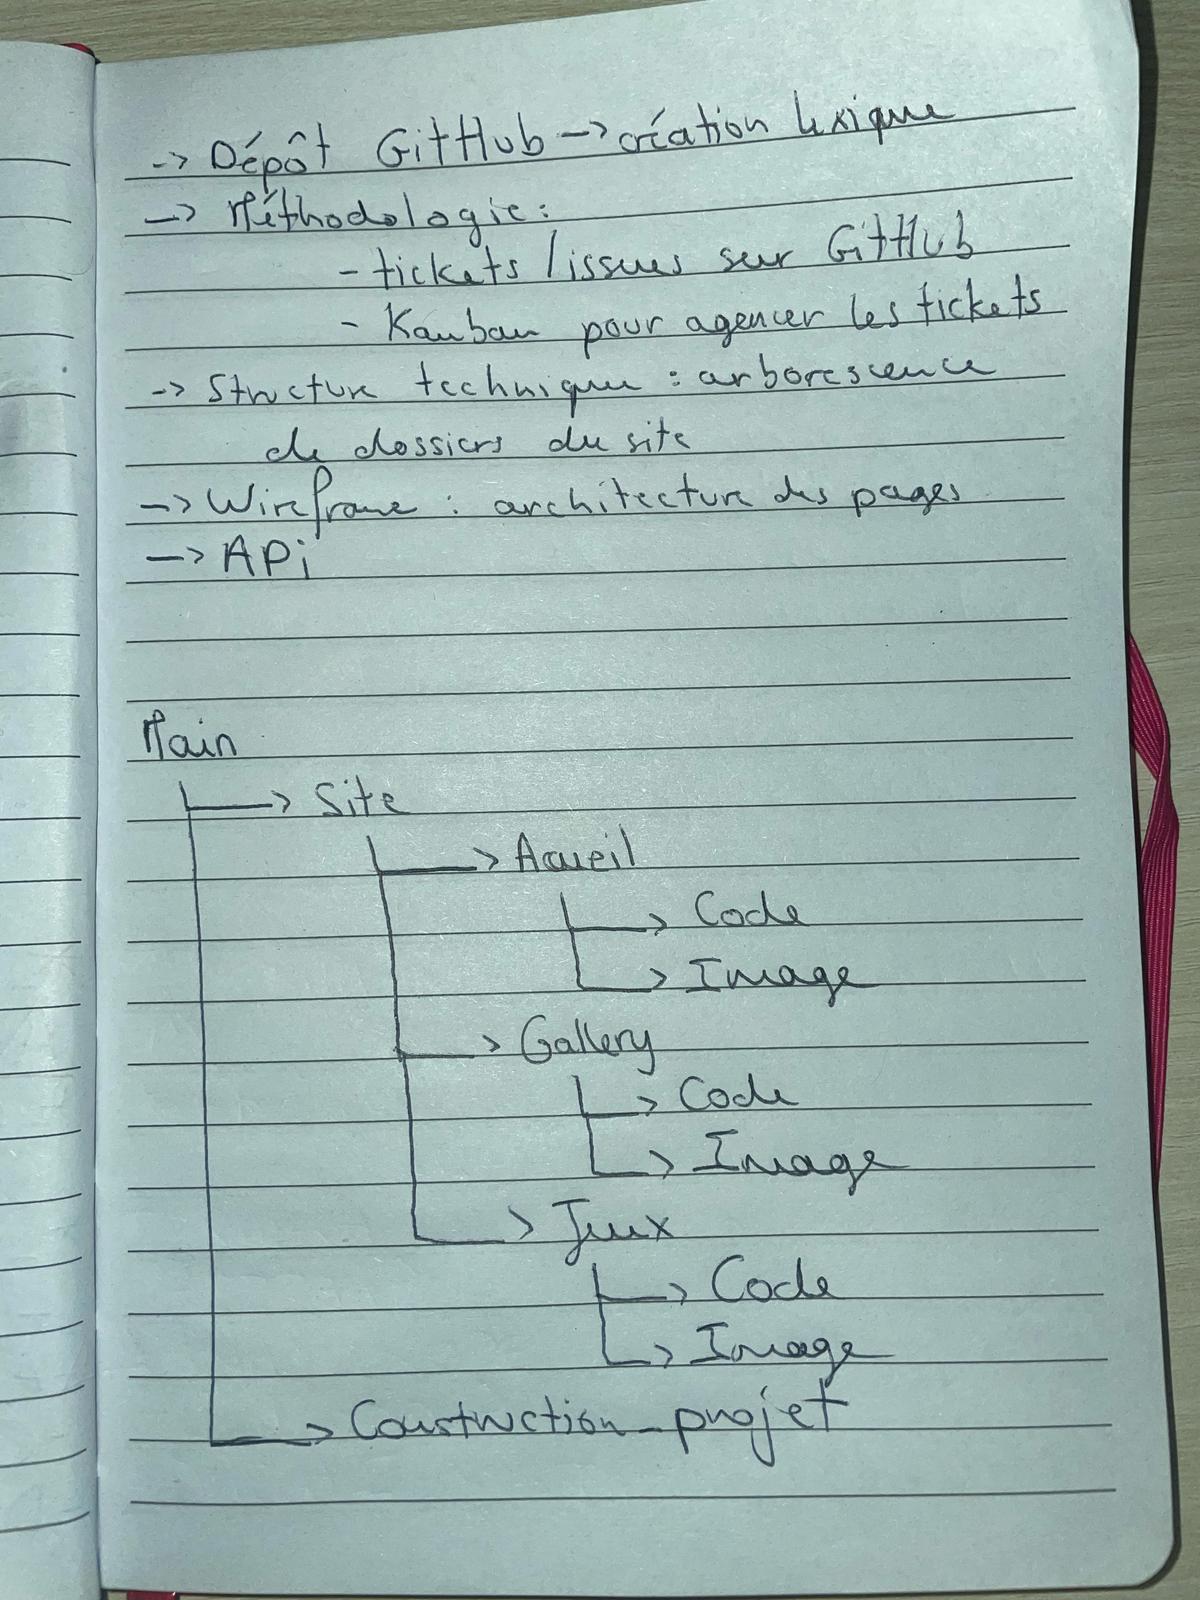 -> Dépôt GitHub -> création lexique
-> Méthodologie :
- tickets / issues sur GitHub
- Kanban pour agencer les tickets
-> Structure technique : arborescence
de dossiers du site
-> Wireframe : architecture des pages
-> APi
Main
-> Site
-> Acueil
-> Code
-> Image
-> Gallery
-> Code
-> Image
-> Jeux
-> Code
-> Image
-> Construction_projet